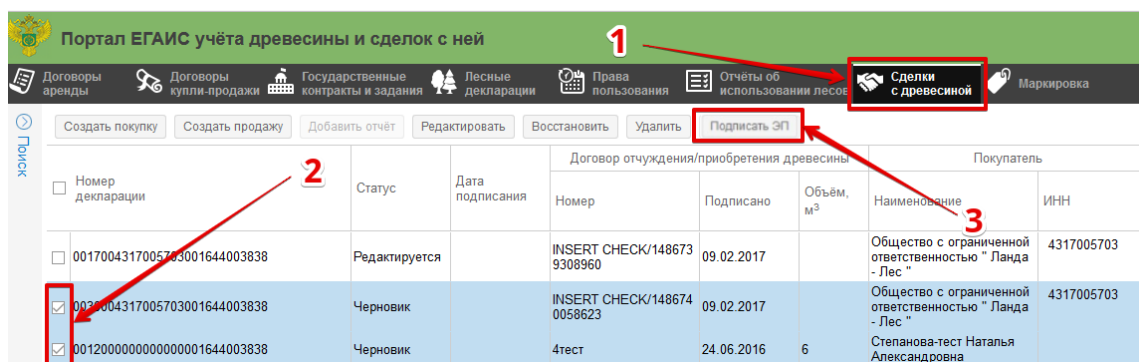 Портал ЕГАИС учёта древесины и сделок с ней
1
Договоры аренды
Договоры купли-продажи
Государственные контракты и задания
Лесные декларации
Права пользования
Отчёты об использовании лесов
Сделки с древесиной
Маркировка
Поиск
Создать покупку Создать продажу Добавить отчёт Редактировать Восстановить Удалить Подписать ЭП
2
3
Договор отчуждения/приобретения древесины Покупатель
Номер декларации
Статус
Дата подписания
Номер
Подписано
Объём, м3
Наименование
ИНН
0017004317005703001644003838 Редактируется INSERT CHECK/148673 09.02.2017 Общество с ограниченной 4317005703
9308960 ответственностью " Ланда
- Лес "
0030004317005703001644003838 Черновик INSERT CHECK/148674 09.02.2017 Общество с ограниченной 4317005703
0058623 ответственностью " Ланда
- Лес "
0012000000000000001644003838 Черновик 4тест 24.06.2016 6 Степанова-тест Наталья
Александровна